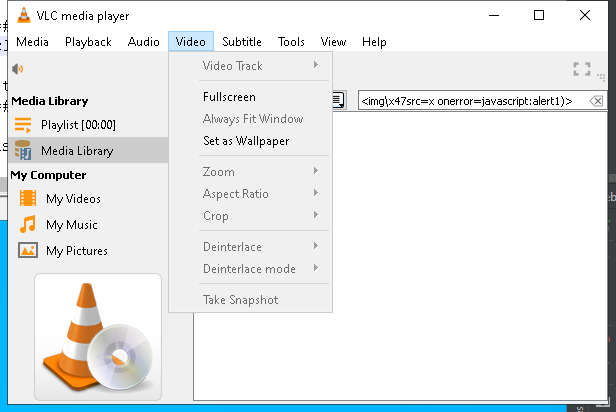 VLC media player
Media Playback Audio Video Subtitle Tools View Help
Media Library
Playlist [00:00]
Media Library
My Computer
My Videos
My Music
My Pictures
Video Track
Fullscreen
Always Fit Window
Set as Wallpaper
Zoom
Aspect Ratio
Crop
Deinterlace
Deinterlace mode
Take Snapshot
<img\x47src=x onerror=javascript:alert1)>